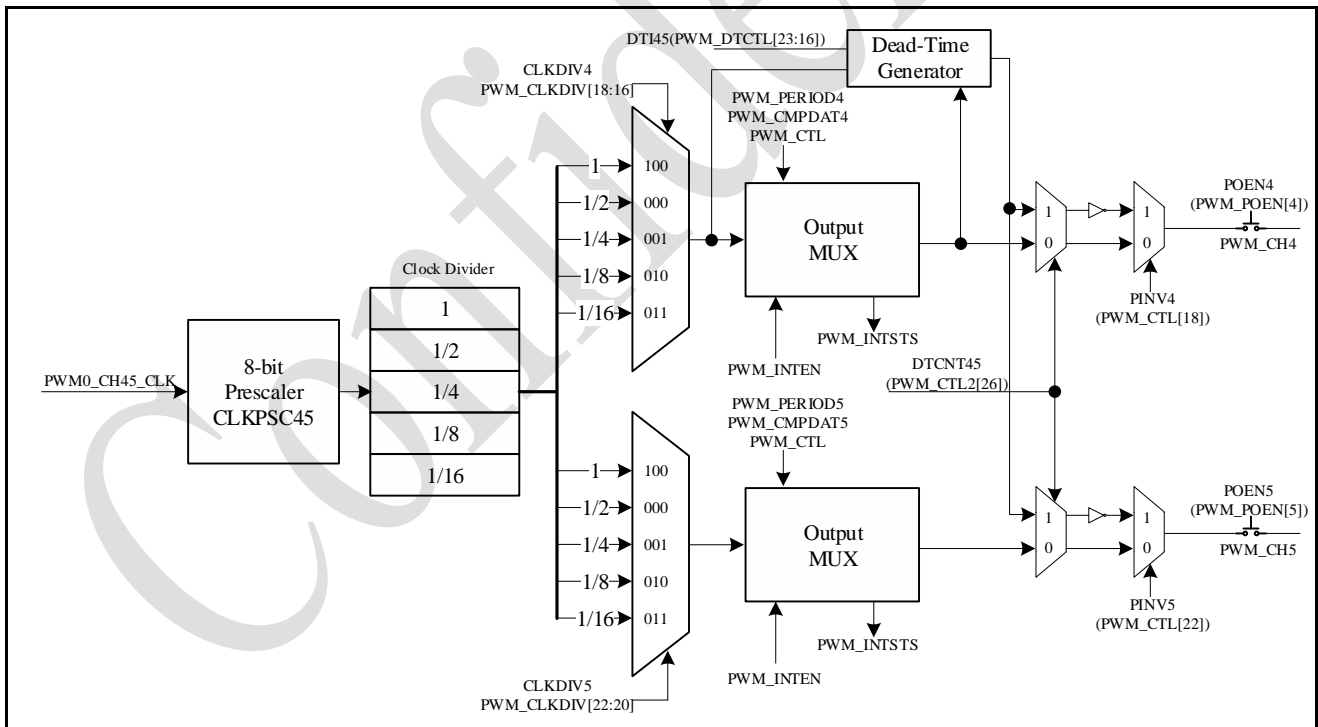 DTI45(PWM_DTCTL[23:16])
Dead-Time
Generator
CLKDIV4
PWM_CLKDIV[18:16]
PWM_PERIOD4
PWM_CMPDAT4
PWM_CTL
1
100
1/2
000
1/4
001
1/8
010
1/16
011
Output
MUX
1
0
1
0
POEN4
(PWM_POEN[4])
PWM_CH4
PINV4
(PWM_CTL[18])
PWM_INTSTS
PWM_INTEN
Clock Divider
1
1/2
1/4
1/8
1/16
PWM0_CH45_CLK
8-bit
Prescaler
CLKPSC45
DTCNT45
(PWM_CTL2[26])
PWM_PERIOD5
PWM_CMPDAT5
PWM_CTL
1
100
1/2
000
1/4
001
1/8
010
1/16
011
Output
MUX
1
0
1
0
POEN5
(PWM_POEN[5])
PWM_CH5
PINV5
(PWM_CTL[22])
PWM_INTSTS
PWM_INTEN
CLKDIV5
PWM_CLKDIV[22:20]